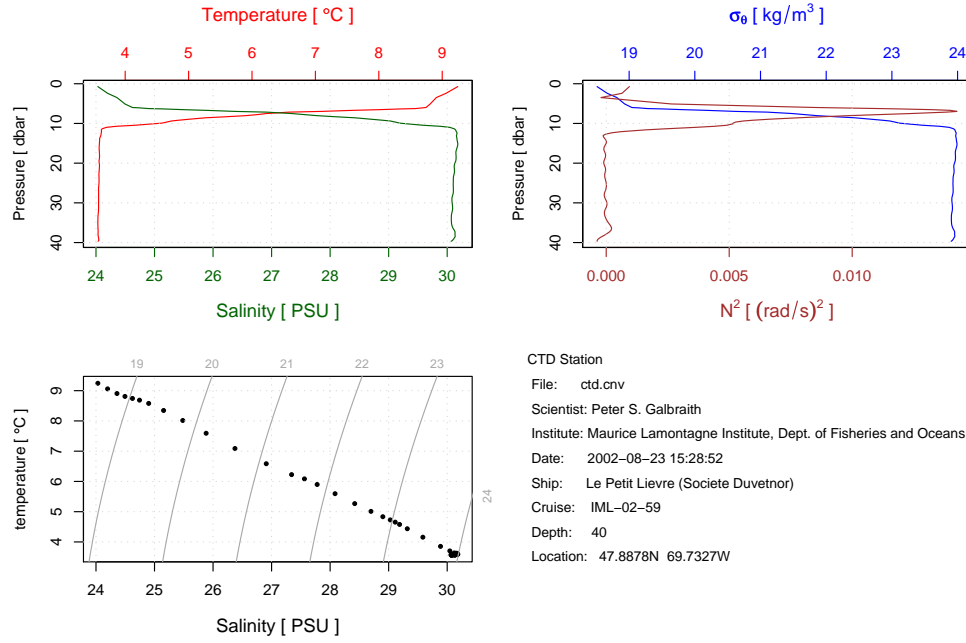 Temperature [ °C ]
4 5 6 7 8 9
Pressure [ dbar ]
0
10
20
30
40
24 25 26 27 28 29 30
Salinity [ PSU ]
σθ [ kg/m³ ]
19 20 21 22 23 24
Pressure [ dbar ]
0
10
20
30
40
0.000 0.005 0.010
N² [ (rad/s)² ]
19 20 21 22 23
24
temperature [ °C ]
9
8
7
6
5
4
24 25 26 27 28 29 30
Salinity [ PSU ]
CTD Station
File: ctd.cnv
Scientist: Peter S. Galbraith
Institute: Maurice Lamontagne Institute, Dept. of Fisheries and Oceans
Date: 2002−08−23 15:28:52
Ship: Le Petit Lievre (Societe Duvetnor)
Cruise: IML−02−59
Depth: 40
Location: 47.8878N 69.7327W